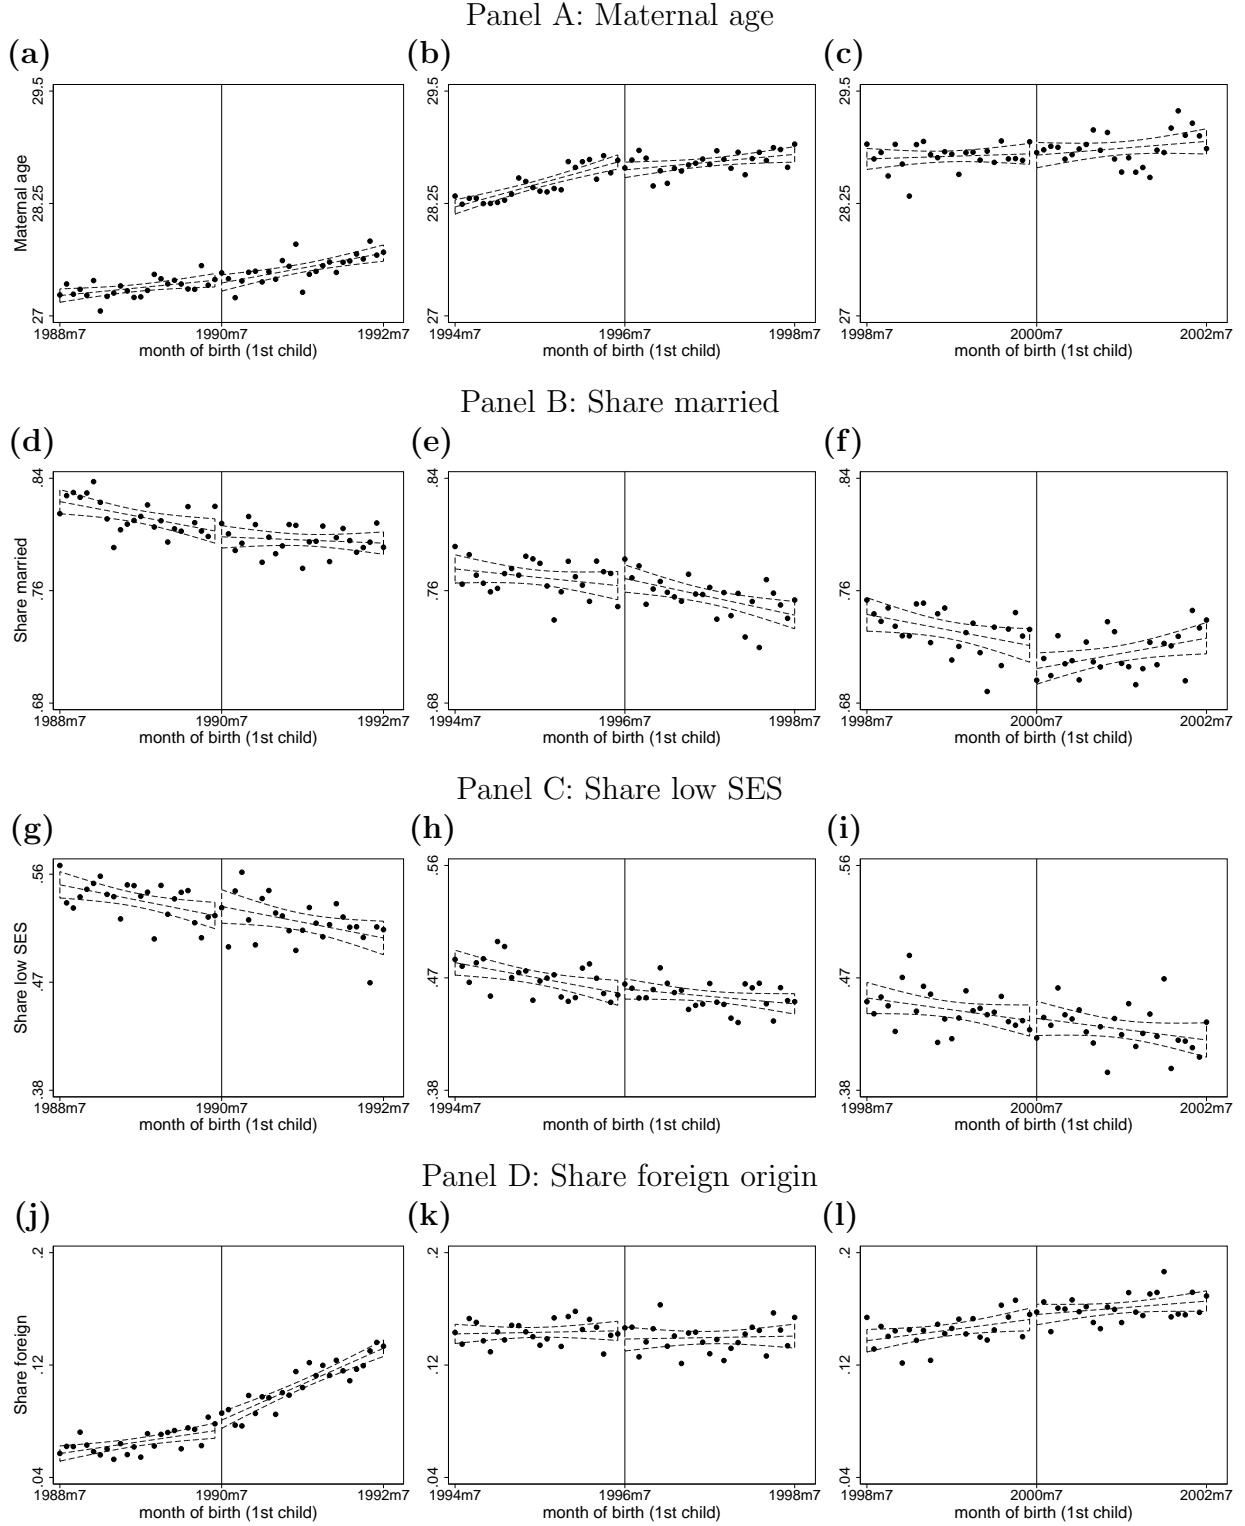 Panel A: Maternal age
(a) (b) (c)
Maternal age
29.5 29.5 29.5
28.25 28.25 28.25
27 27 27
1988m7 1990m7 1992m7 1994m7 1996m7 1998m7 1998m7 2000m7 2002m7
month of birth (1st child) month of birth (1st child) month of birth (1st child)
Panel B: Share married
(d) (e) (f)
Share married
.84 .84 .84
.76 .76 .76
.68 .68 .68
1988m7 1990m7 1992m7 1994m7 1996m7 1998m7 1998m7 2000m7 2002m7
month of birth (1st child) month of birth (1st child) month of birth (1st child)
Panel C: Share low SES
(g) (h) (i)
Share low SES
.56 .56 .56
.47 .47 .47
.38 .38 .38
1988m7 1990m7 1992m7 1994m7 1996m7 1998m7 1998m7 2000m7 2002m7
month of birth (1st child) month of birth (1st child) month of birth (1st child)
Panel D: Share foreign origin
(j) (k) (l)
Share foreign
.2 .2 .2
.12 .12 .12
.04 .04 .04
1988m7 1990m7 1992m7 1994m7 1996m7 1998m7 1998m7 2000m7 2002m7
month of birth (1st child) month of birth (1st child) month of birth (1st child)